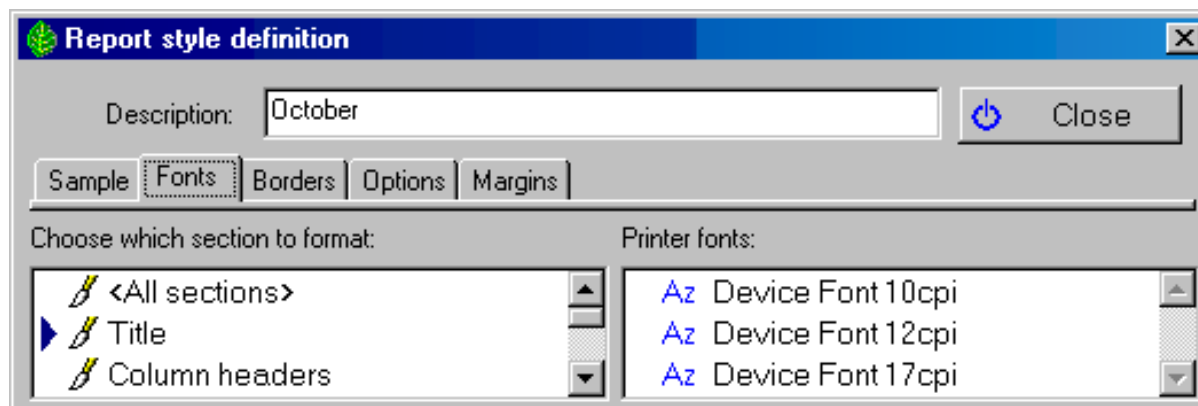 Report style definition
Description: October Close
Sample Fonts Borders Options Margins
Choose which section to format: Printer fonts:
<All sections> Az Device Font 10cpi
Title Az Device Font 12cpi
Column headers Az Device Font 17cpi